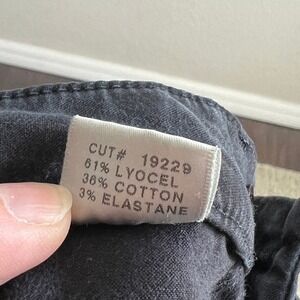 CUT# 19229
61% LYOCEL
36% COTTON
3% ELASTANE